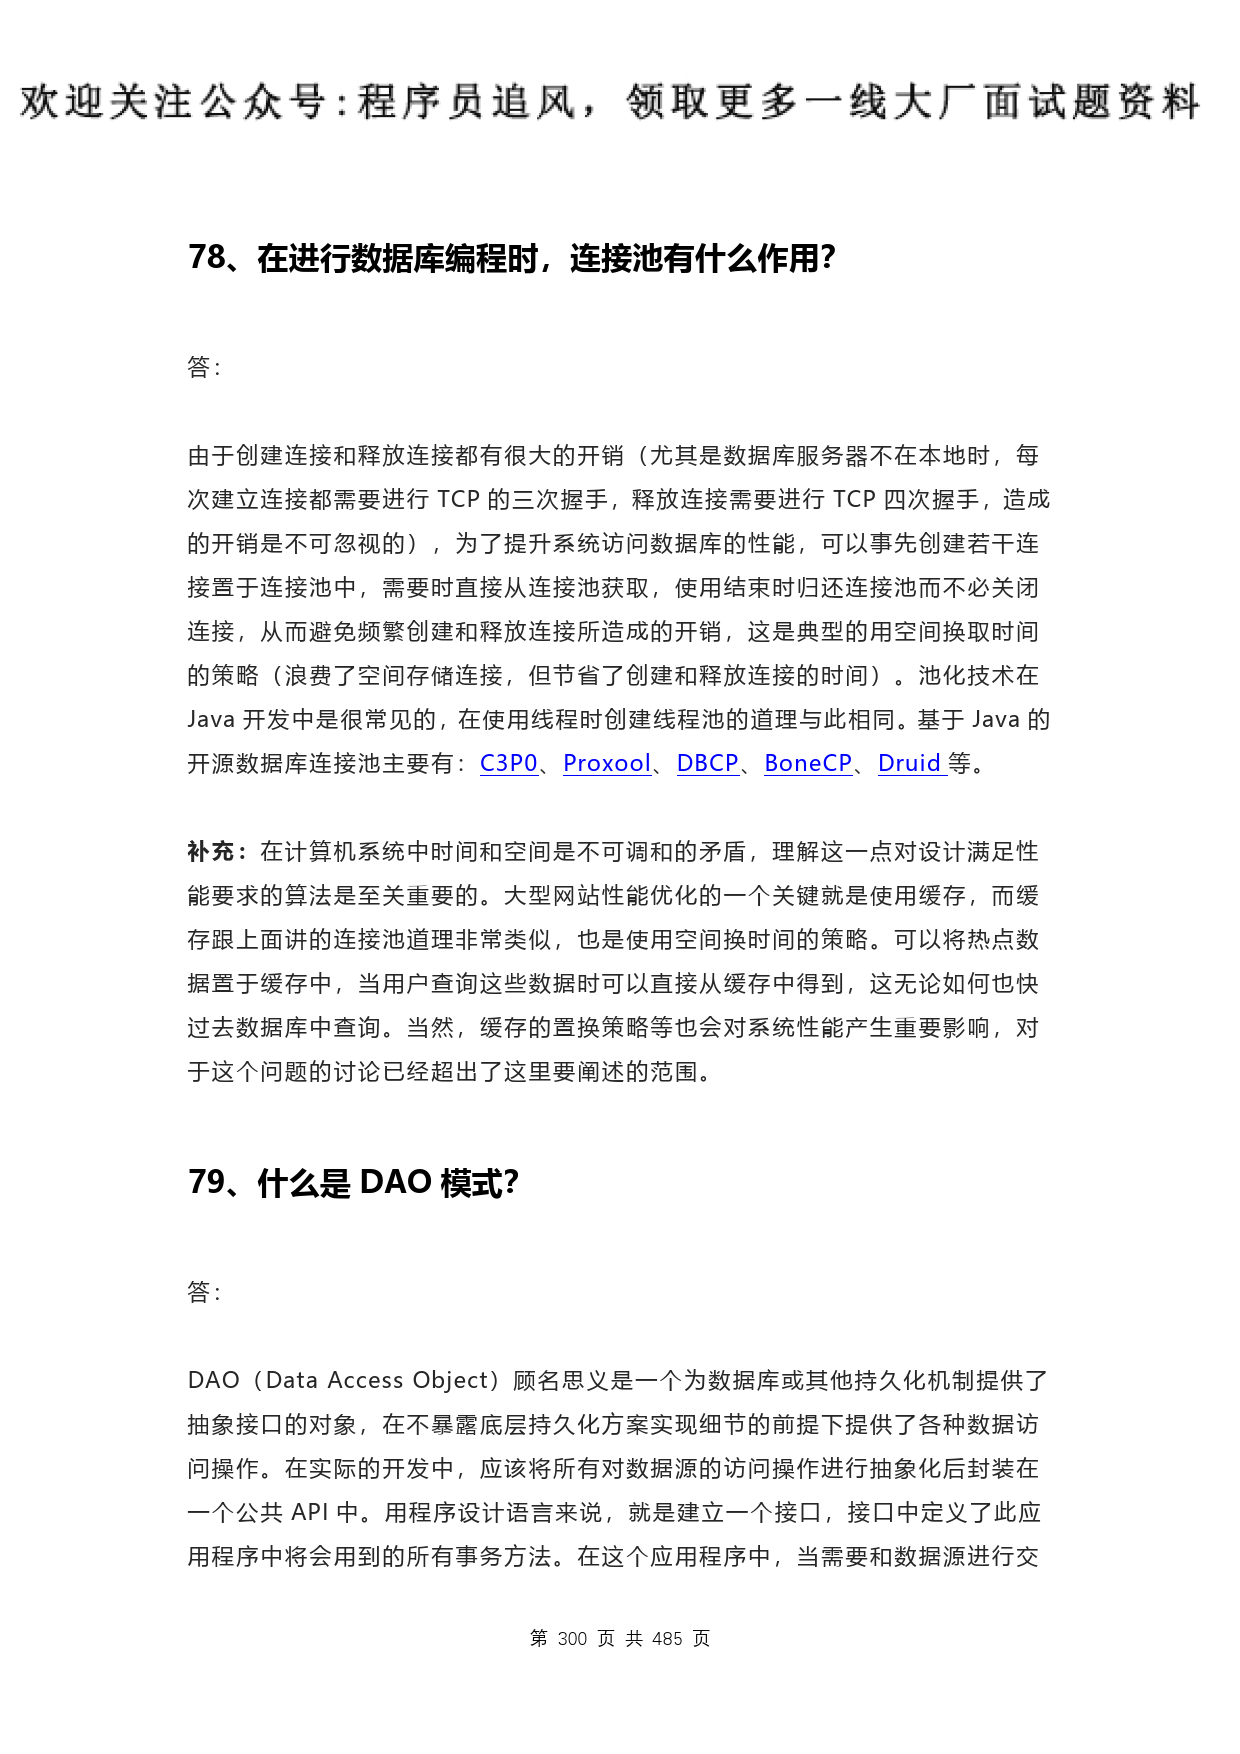 欢迎关注公众号:程序员追风，领取更多一线大厂面试题资料
78、在进行数据库编程时，连接池有什么作用？
答：
由于创建连接和释放连接都有很大的开销（尤其是数据库服务器不在本地时，每
次建立连接都需要进行 TCP 的三次握手，释放连接需要进行 TCP 四次握手，造成
的开销是不可忽视的），为了提升系统访问数据库的性能，可以事先创建若干连
接置于连接池中，需要时直接从连接池获取，使用结束时归还连接池而不必关闭
连接，从而避免频繁创建和释放连接所造成的开销，这是典型的用空间换取时间
的策略（浪费了空间存储连接，但节省了创建和释放连接的时间）。池化技术在
Java 开发中是很常见的，在使用线程时创建线程池的道理与此相同。基于 Java 的
开源数据库连接池主要有：C3P0、Proxool、DBCP、BoneCP、Druid 等。
补充：在计算机系统中时间和空间是不可调和的矛盾，理解这一点对设计满足性
能要求的算法是至关重要的。大型网站性能优化的一个关键就是使用缓存，而缓
存跟上面讲的连接池道理非常类似，也是使用空间换时间的策略。可以将热点数
据置于缓存中，当用户查询这些数据时可以直接从缓存中得到，这无论如何也快
过去数据库中查询。当然，缓存的置换策略等也会对系统性能产生重要影响，对
于这个问题的讨论已经超出了这里要阐述的范围。
79、什么是 DAO 模式？
答：
DAO（Data Access Object）顾名思义是一个为数据库或其他持久化机制提供了
抽象接口的对象，在不暴露底层持久化方案实现细节的前提下提供了各种数据访
问操作。在实际的开发中，应该将所有对数据源的访问操作进行抽象化后封装在
一个公共 API 中。用程序设计语言来说，就是建立一个接口，接口中定义了此应
用程序中将会用到的所有事务方法。在这个应用程序中，当需要和数据源进行交
第 300 页 共 485 页